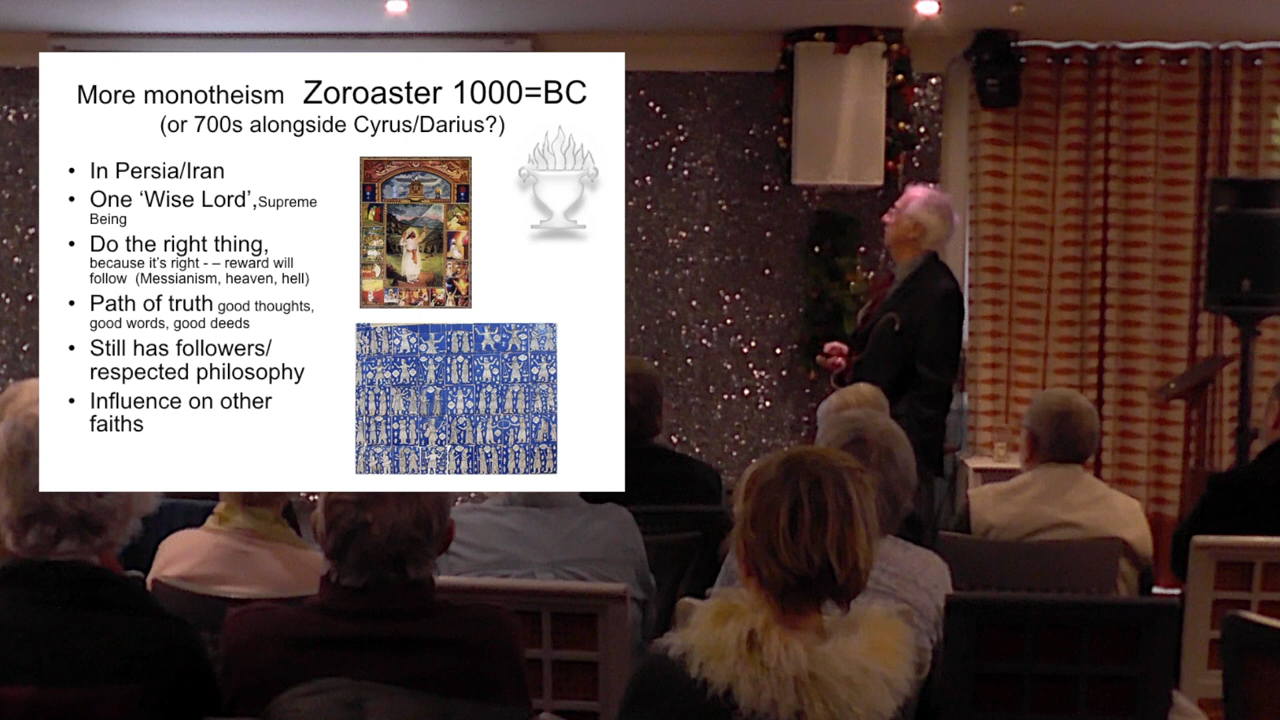 More monotheism Zoroaster 1000=BC
(or 700s alongside Cyrus/Darius?)
• In Persia/Iran
• One ‘Wise Lord’,Supreme
Being
• Do the right thing,
because it's right - – reward will
follow (Messianism, heaven, hell)
• Path of truth good thoughts,
good words, good deeds
• Still has followers/
respected philosophy
• Influence on other
faiths